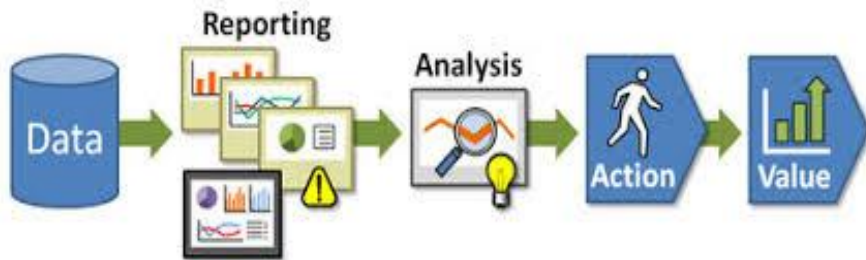 Reporting
Analysis
Data
Action
Value